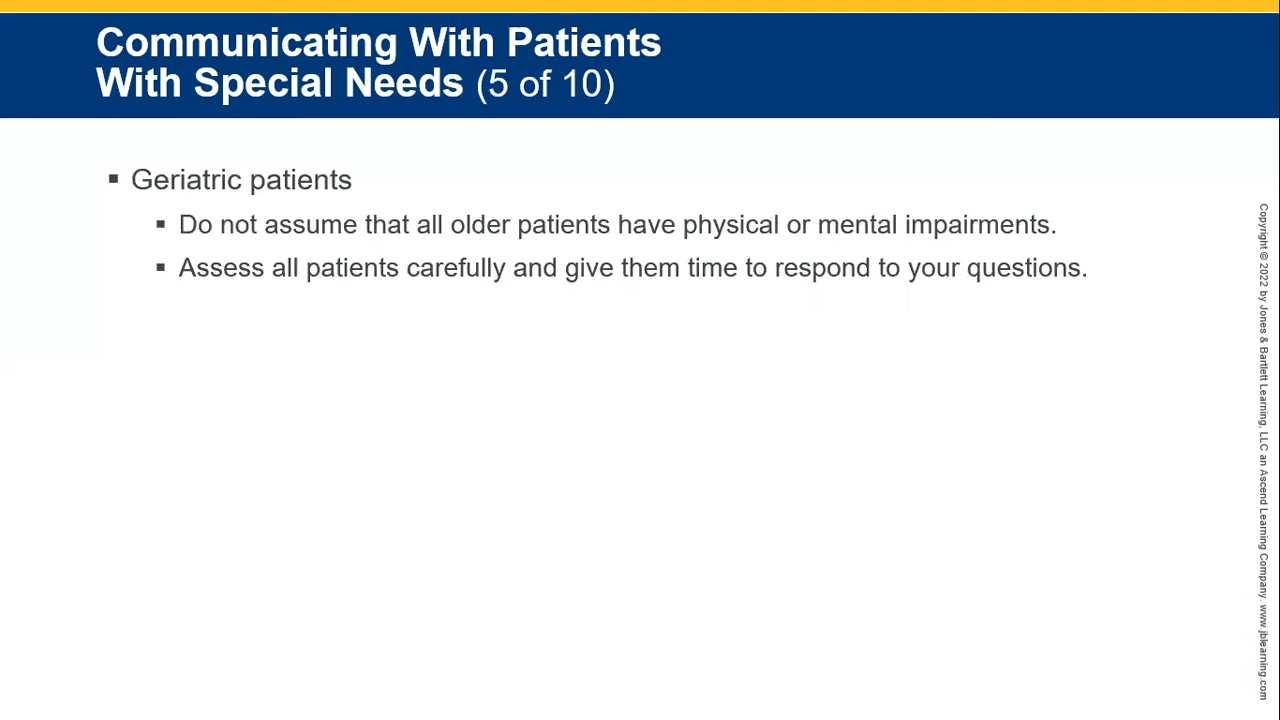 Communicating With Patients
With Special Needs (5 of 10)
▪ Geriatric patients
▪ Do not assume that all older patients have physical or mental impairments.
▪ Assess all patients carefully and give them time to respond to your questions.
Copyright © 2022 by Jones & Bartlett Learning, LLC an Ascend Learning Company. www.jblearning.com